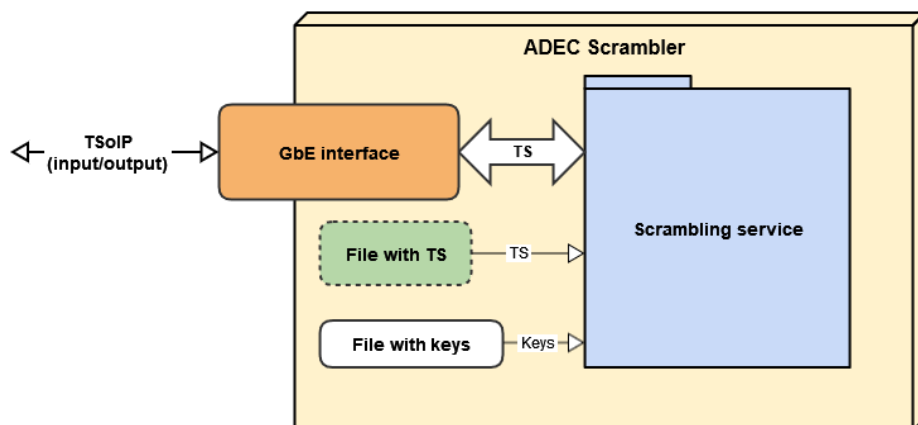 ADEC Scrambler
TSoIP
(input/output)
GbE interface
TS
Scrambling service
File with TS
TS
File with keys
Keys